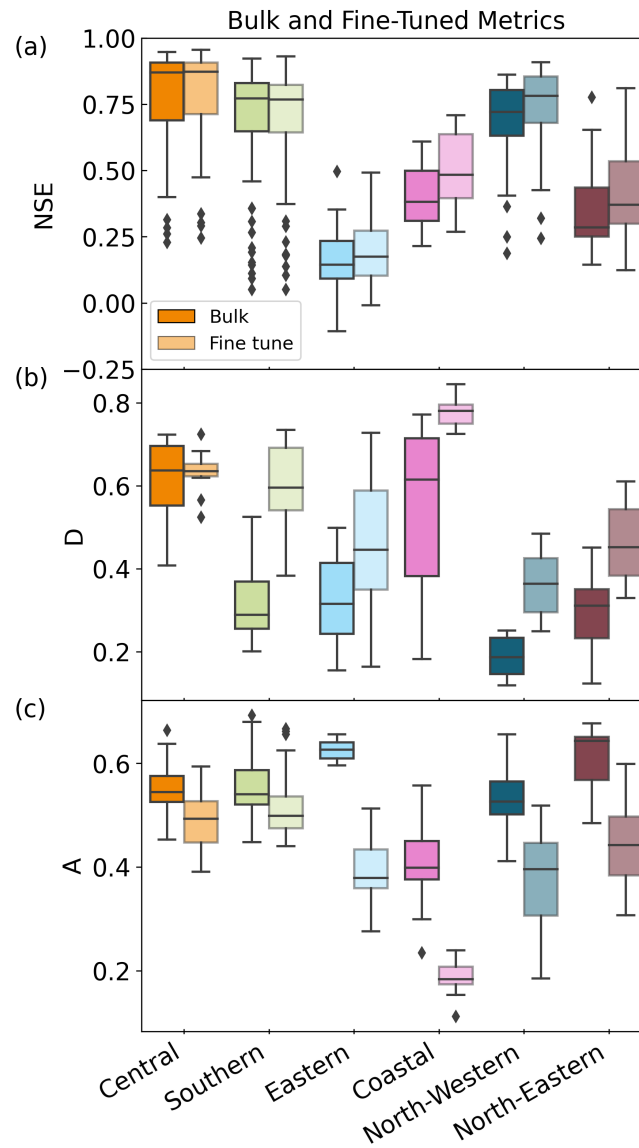 Bulk and Fine-Tuned Metrics
(a)
1.00
0.75
0.50
0.25
0.00
−0.25
NSE
Bulk
Fine tune
(b)
0.8
0.6
0.4
0.2
D
(c)
0.6
0.4
0.2
A
Central
Southern
Eastern
Coastal
North-Western
North-Eastern